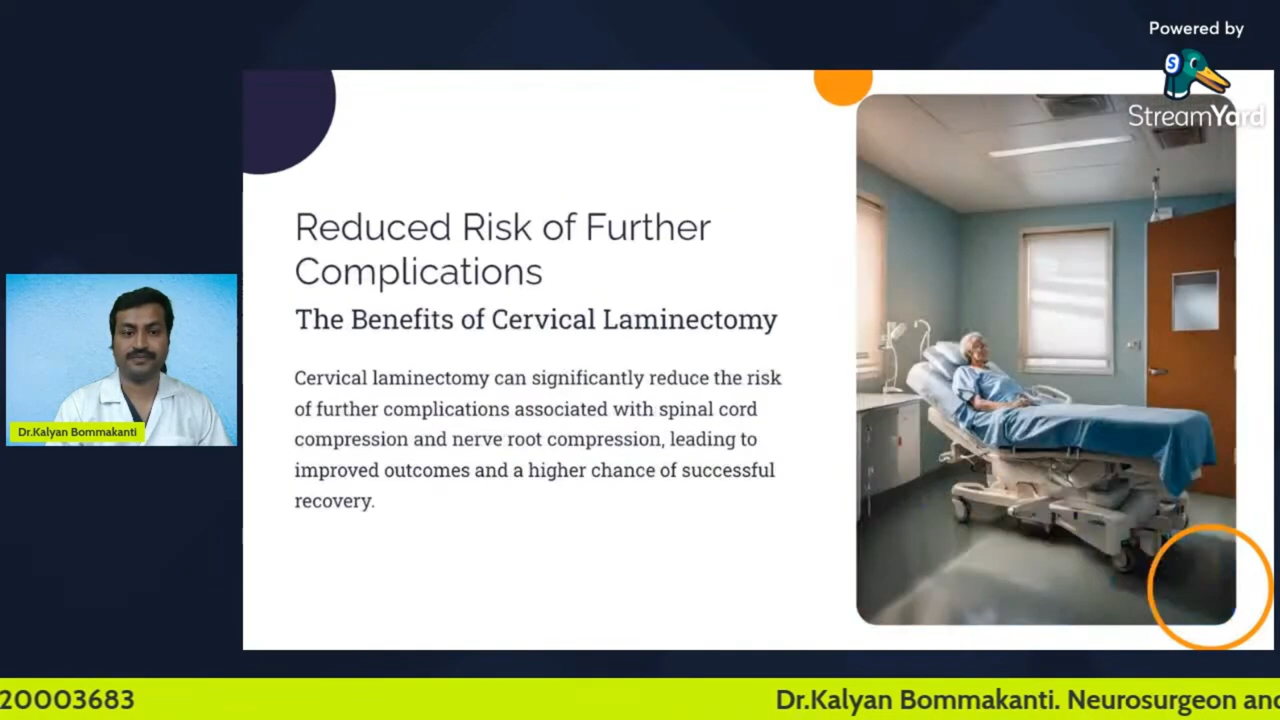 Powered by
StreamYard
Reduced Risk of Further
Complications
The Benefits of Cervical Laminectomy
Cervical laminectomy can significantly reduce the risk
of further complications associated with spinal cord
compression and nerve root compression, leading to
improved outcomes and a higher chance of successful
recovery.
Dr.Kalyan Bommakanti
20003683
Dr.Kalyan Bommakanti. Neurosurgeon and